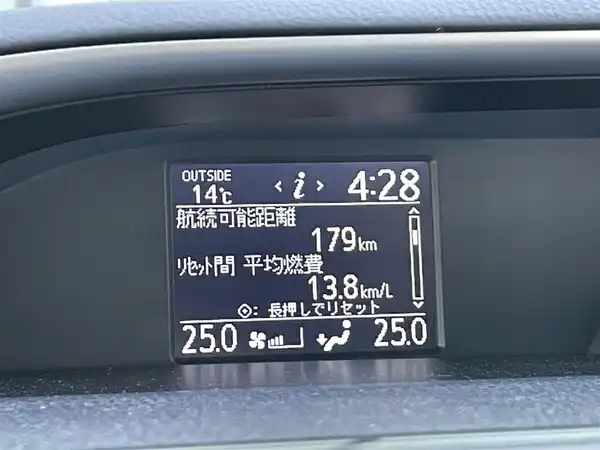 OUTSIDE
14℃ < i > 4:28
航続可能距離
179km
ﾘｾｯﾄ間 平均燃費
13.8km/L
◎: 長押しでリセット
25.0 25.0